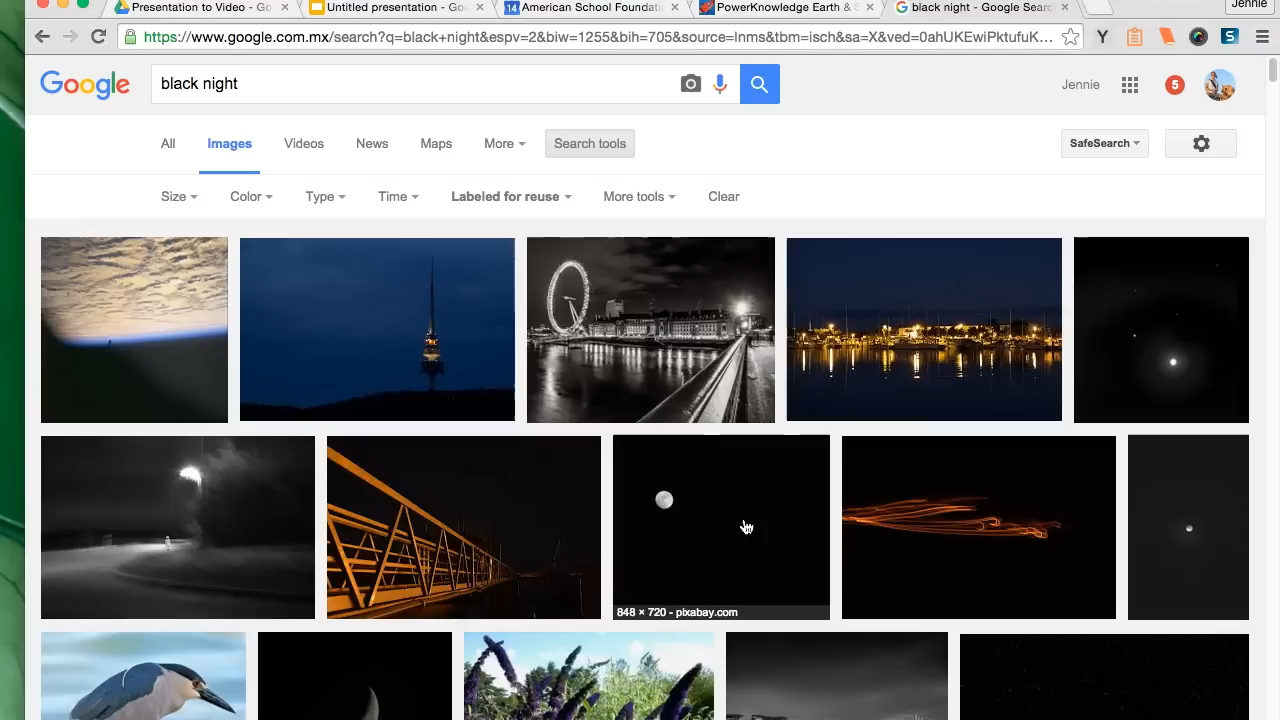 Presentation to Video - Go
Untitled presentation - Goog
14 American School Foundati
PowerKnowledge Earth & S
black night - Google Searc
Jennie
https://www.google.com.mx/search?q=black+night&espv=2&biw=1255&bih=705&source=lnms&tbm=isch&sa=X&ved=0ahUKEwiPktufuK...
Google
black night
Jennie
5
All
Images
Videos
News
Maps
More
Search tools
SafeSearch
Size
Color
Type
Time
Labeled for reuse
More tools
Clear
848 × 720 - pixabay.com